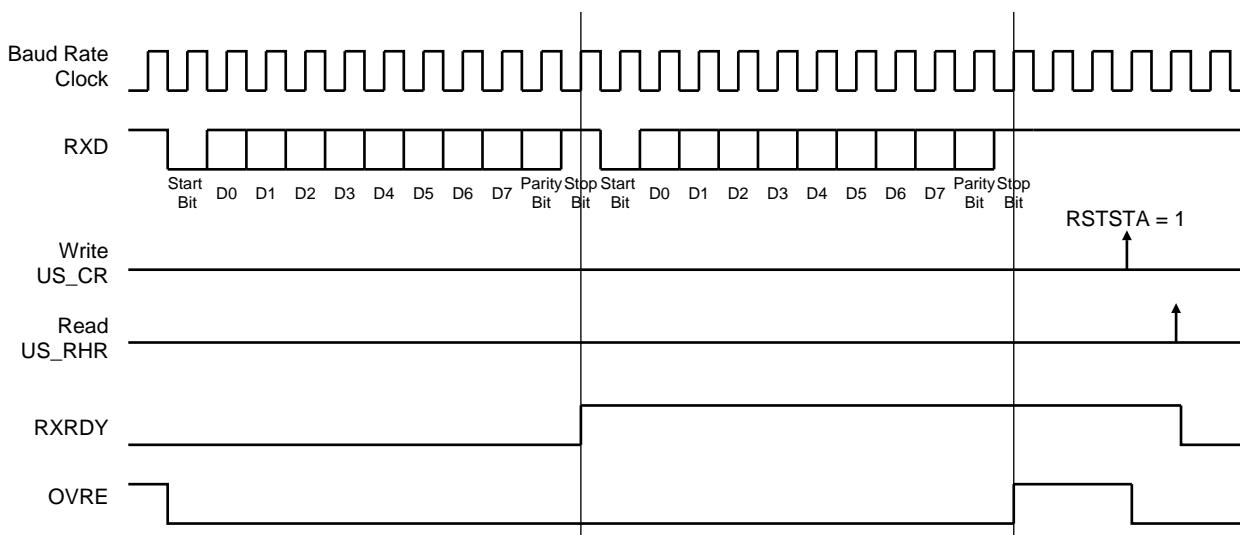 Baud Rate
Clock
RXD
Start
Bit
D0
D1
D2
D3
D4
D5
D6
D7
Parity
Bit
Stop
Bit
Start
Bit
D0
D1
D2
D3
D4
D5
D6
D7
Parity
Bit
Stop
Bit
RSTSTA = 1
Write
US_CR
Read
US_RHR
RXRDY
OVRE